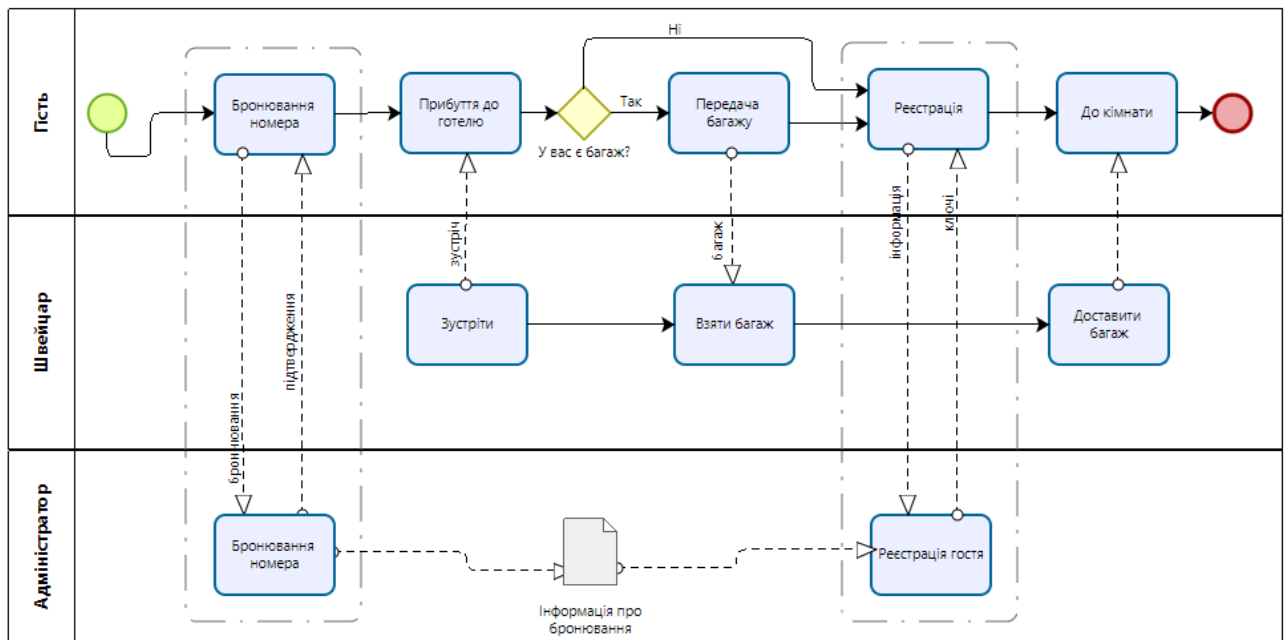 Гість
Бронювання
номера
Прибуття до
готелю
У вас є багаж?
Ні
Так
Передача
багажу
Реєстрація
До кімнати
Швейцар
бронювання
підтвердження
зустріч
Зустріти
багаж
Взяти багаж
інформація
ключі
Доставити
багаж
Адміністратор
Бронювання
номера
Інформація про
бронювання
Реєстрація гостя